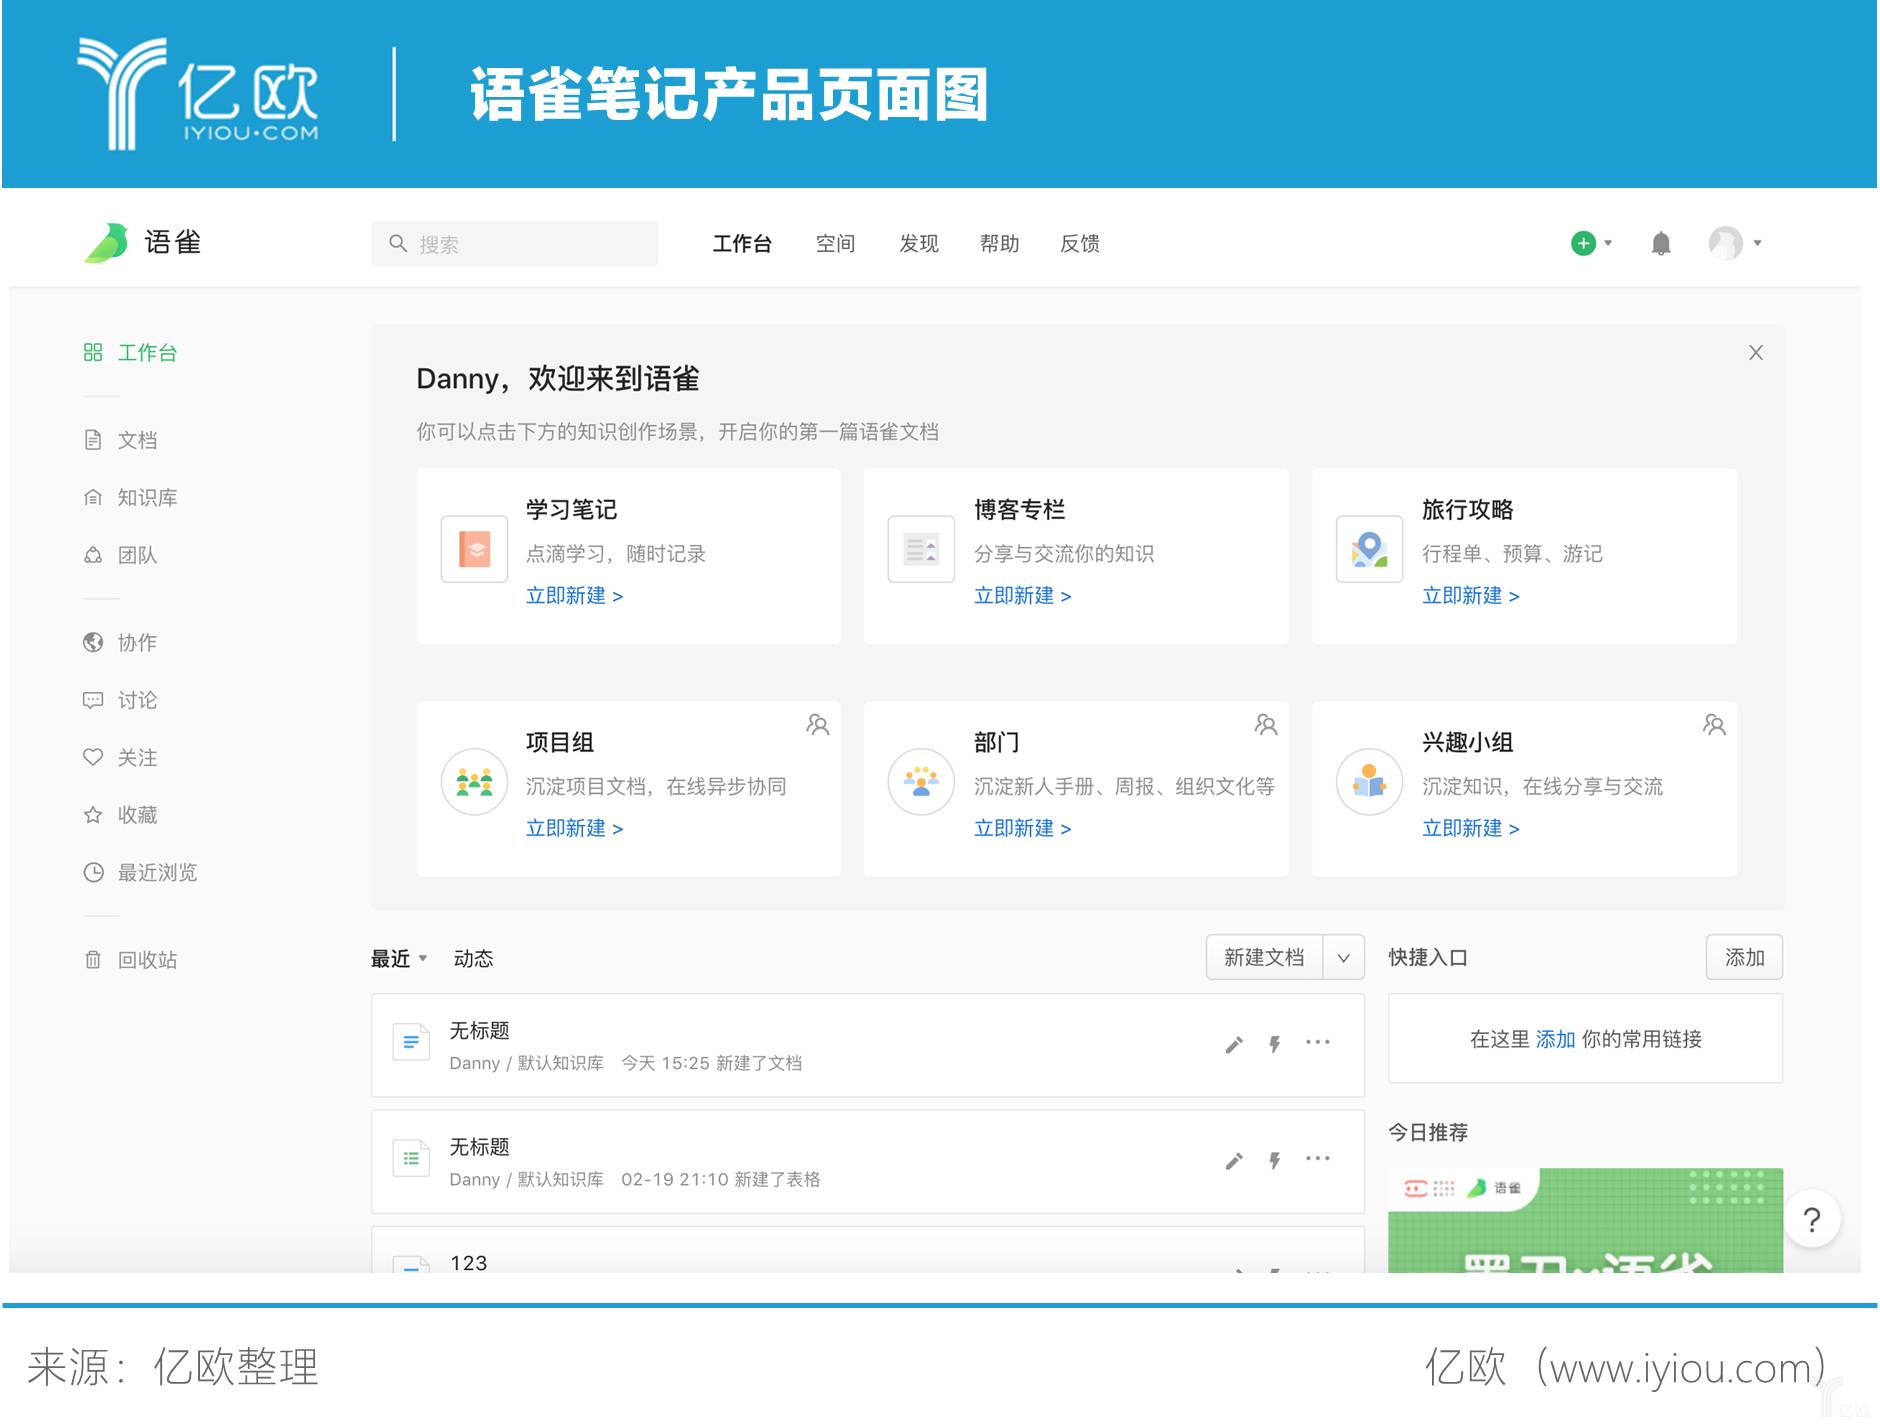 亿欧
IYIOU·COM
语雀笔记产品页面图
语雀
搜索
工作台 空间 发现 帮助 反馈
工作台
文档
知识库
团队
协作
讨论
关注
收藏
最近浏览
回收站
Danny，欢迎来到语雀
你可以点击下方的知识创作场景，开启你的第一篇语雀文档
学习笔记
点滴学习，随时记录
立即新建 >
博客专栏
分享与交流你的知识
立即新建 >
旅行攻略
行程单、预算、游记
立即新建 >
项目组
沉淀项目文档，在线异步协同
立即新建 >
部门
沉淀新人手册、周报、组织文化等
立即新建 >
兴趣小组
沉淀知识，在线分享与交流
立即新建 >
最近 动态
新建文档
无标题
Danny / 默认知识库 今天 15:25 新建了文档
无标题
Danny / 默认知识库 02-19 21:10 新建了表格
123
快捷入口
添加
在这里 添加 你的常用链接
今日推荐
语雀
墨刀x语雀
?
来源：亿欧整理
亿欧（www.iyiou.com）
亿欧